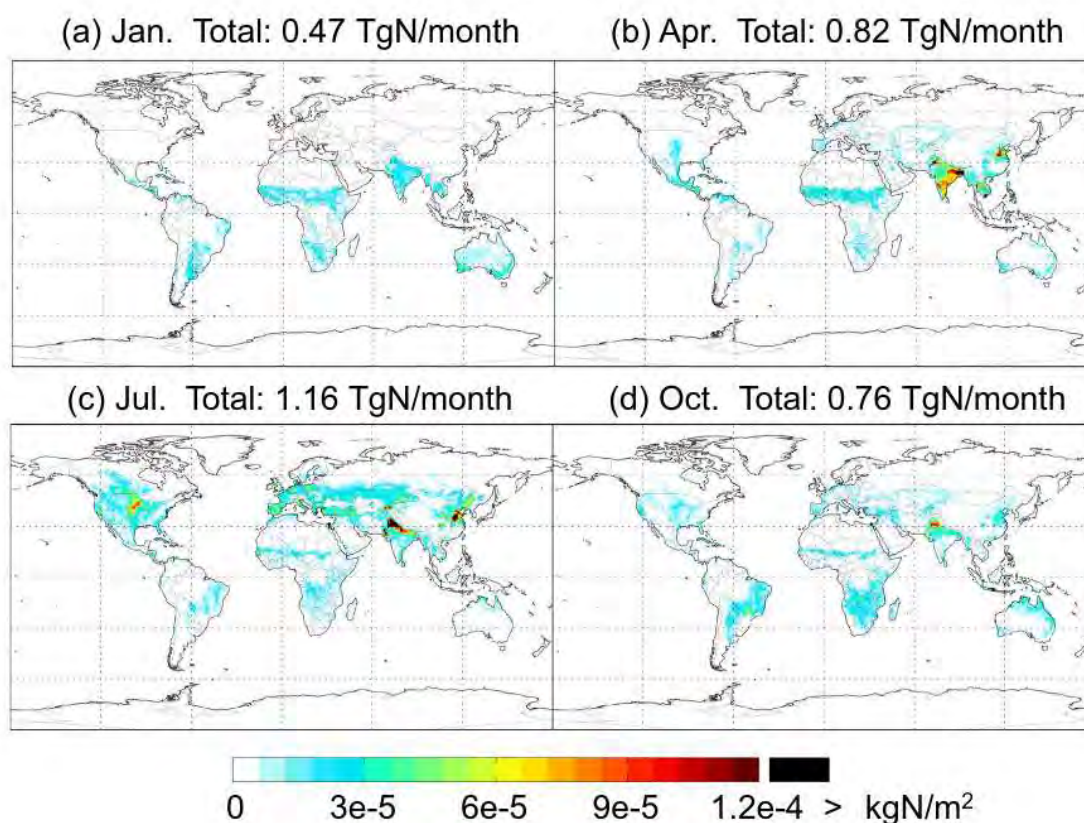 (a) Jan. Total: 0.47 TgN/month
(b) Apr. Total: 0.82 TgN/month
(c) Jul. Total: 1.16 TgN/month
(d) Oct. Total: 0.76 TgN/month
0 3e-5 6e-5 9e-5 1.2e-4 > kgN/m²